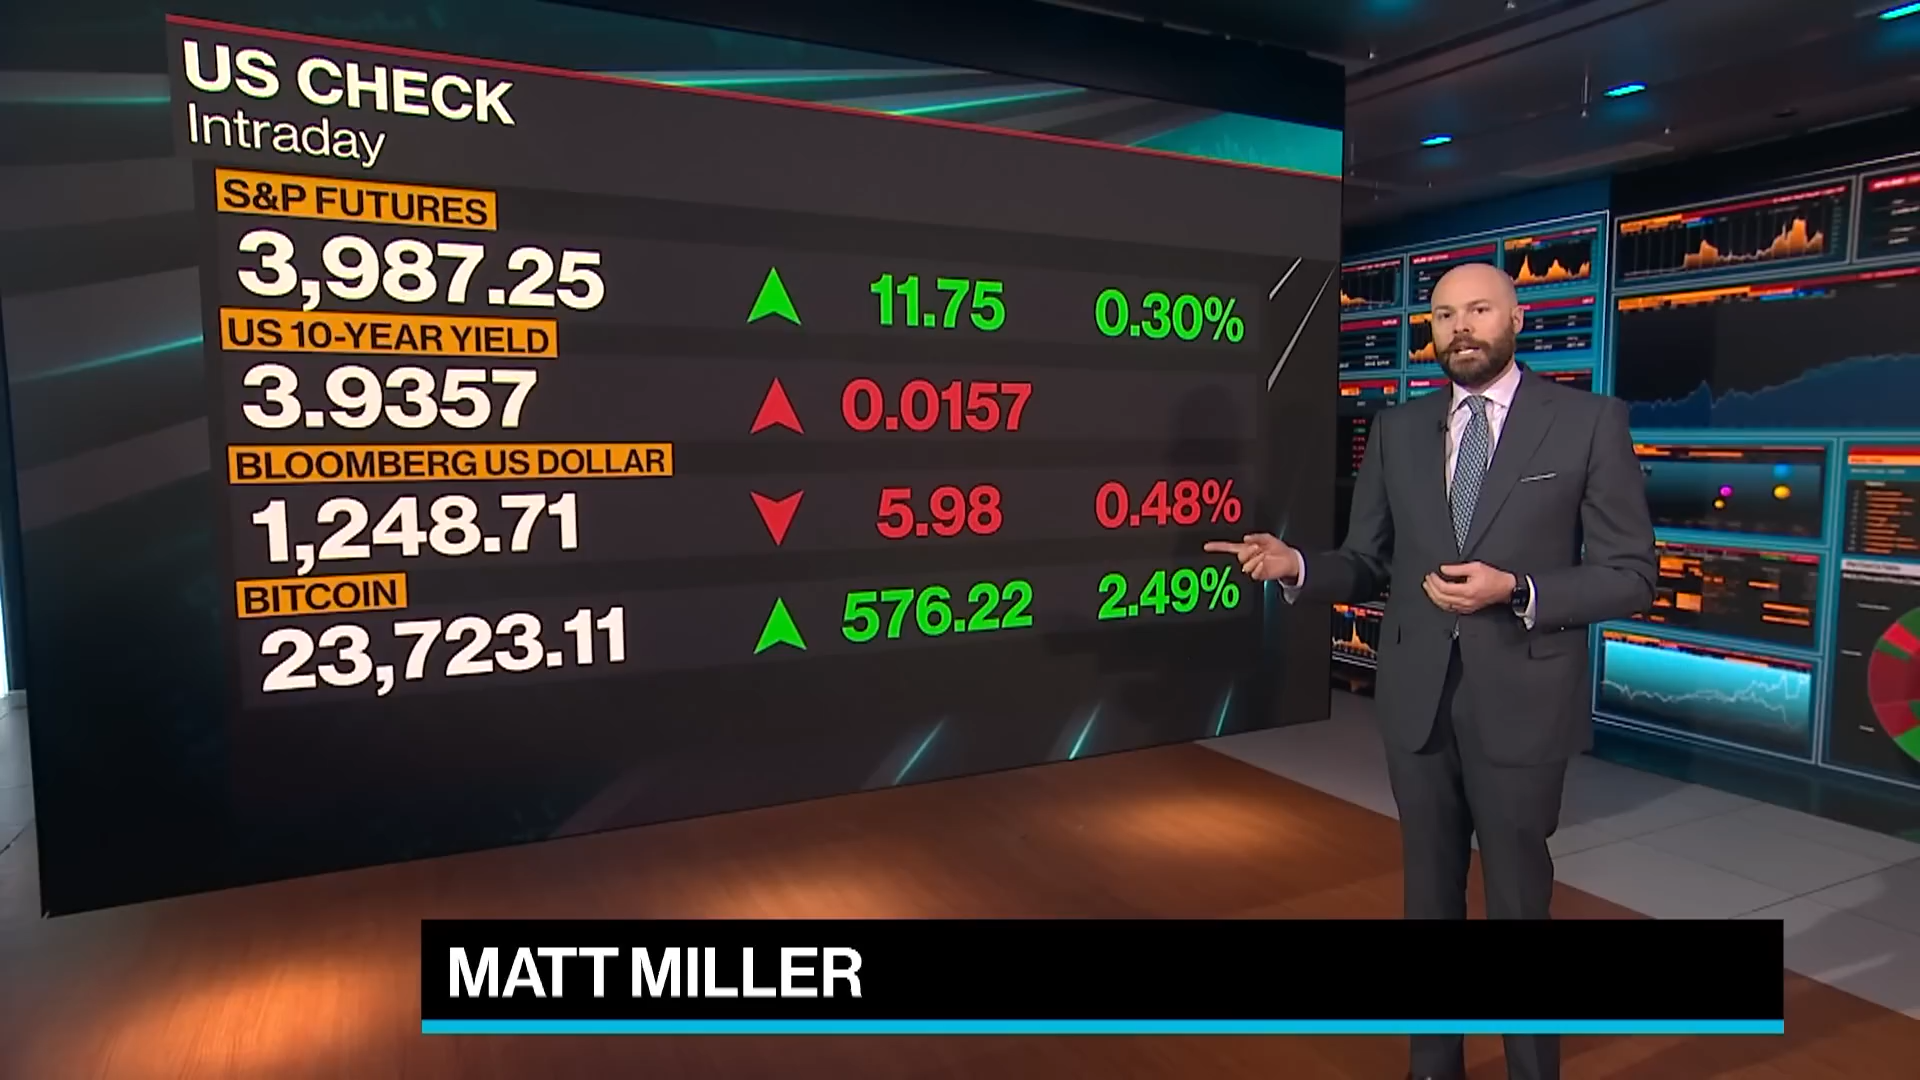 US CHECK
Intraday
S&P FUTURES
3,987.25 11.75 0.30%
US 10-YEAR YIELD
3.9357 0.0157
BLOOMBERG US DOLLAR
1,248.71 5.98 0.48%
BITCOIN
23,723.11 576.22 2.49%
MATT MILLER